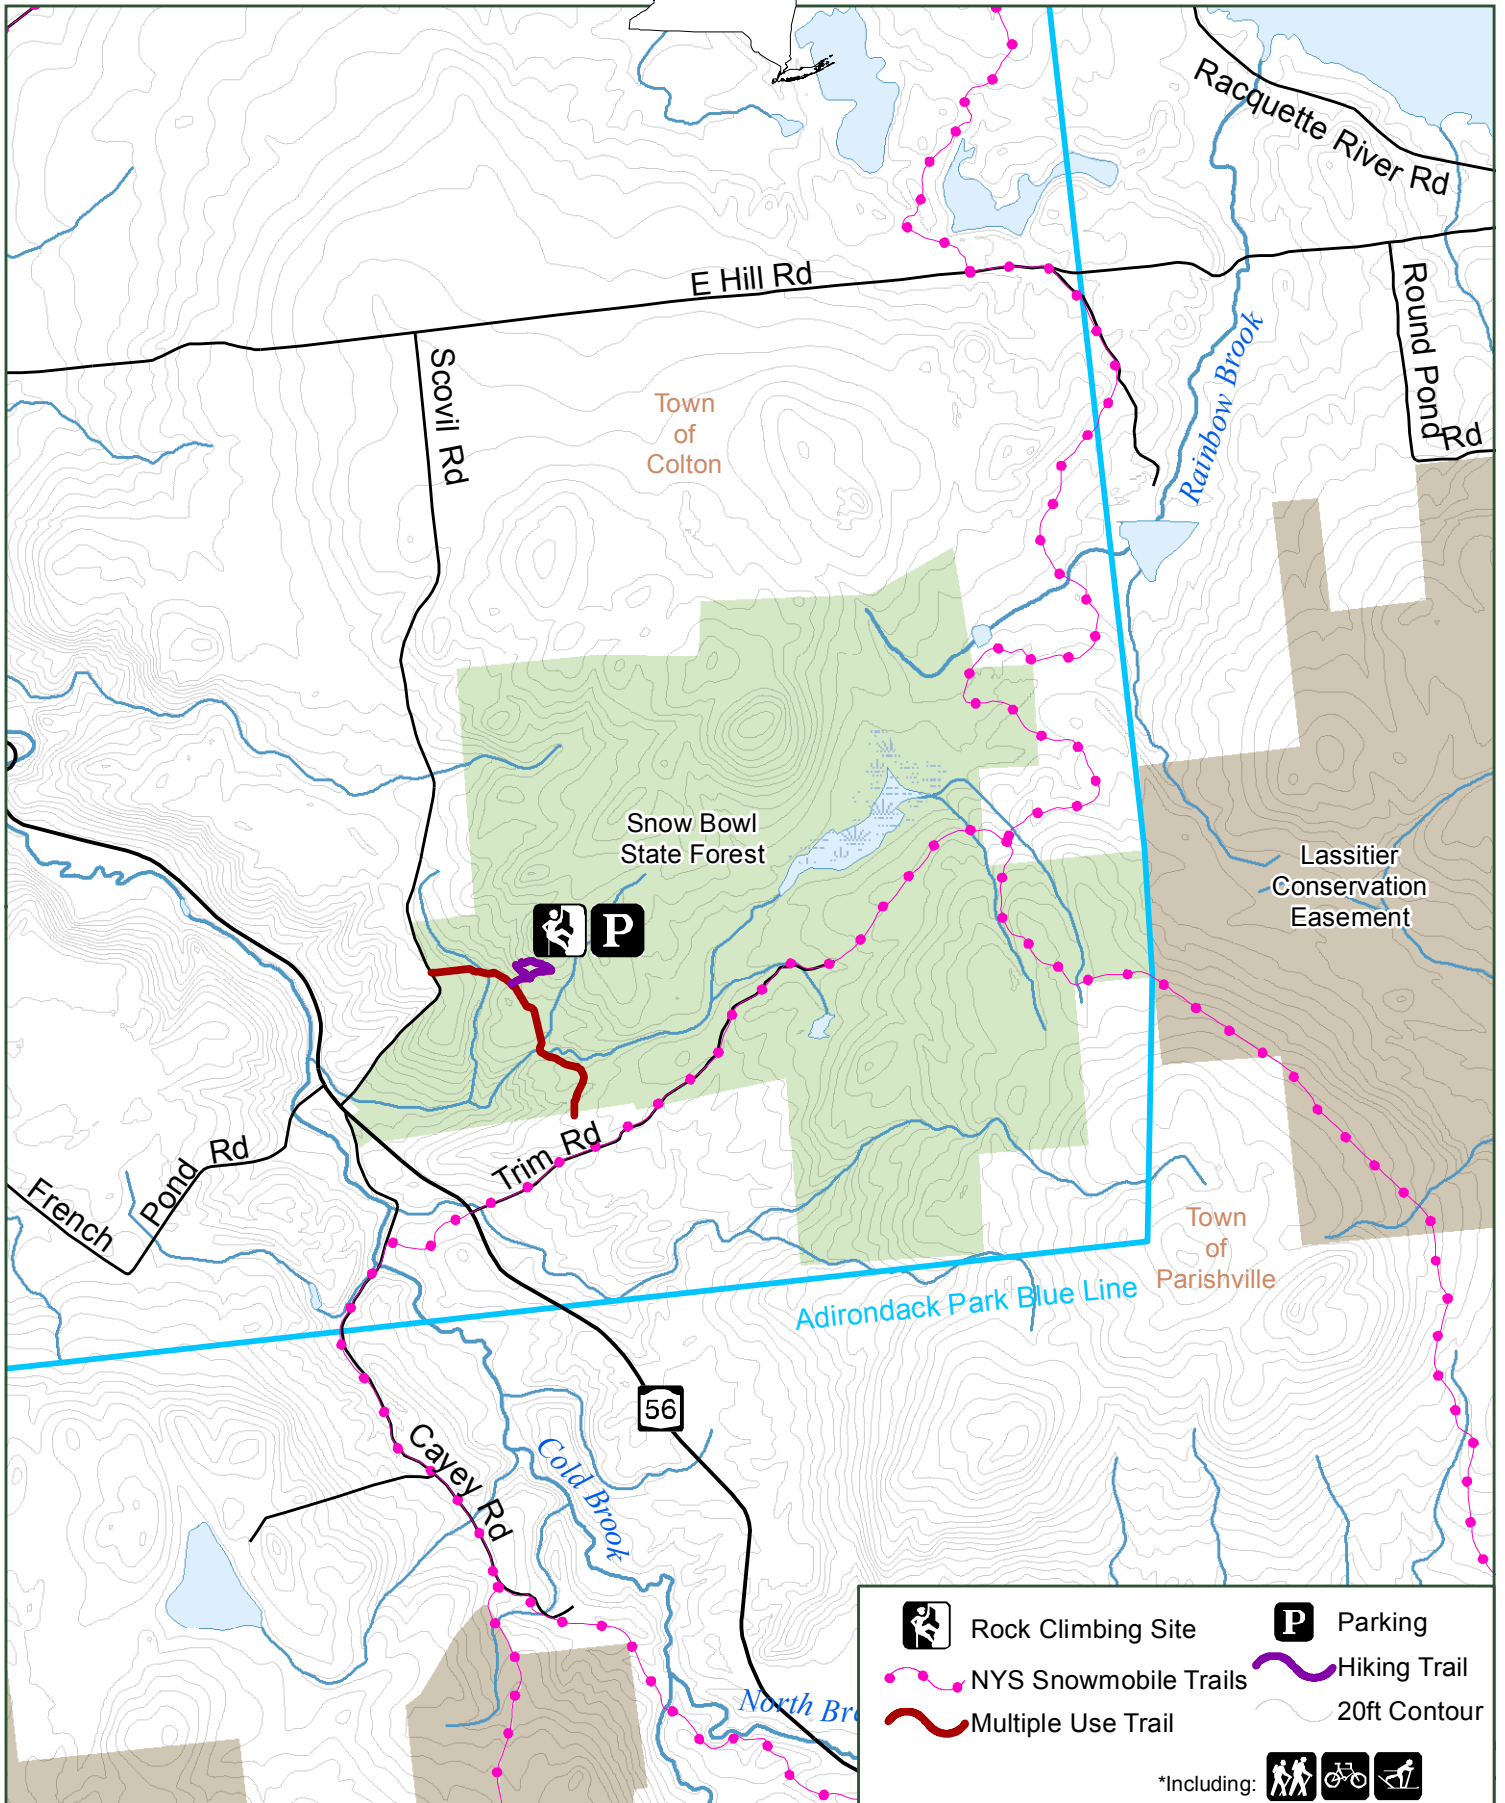 Racquette River Rd
E Hill Rd
Round Pond
Rd
Scovil Rd
Rainbow Brook
Town
of
Colton
Snow Bowl
State Forest
Lassitier
Conservation
Easement
P
Trim Rd
French
Pond Rd
Town
of
Parishville
Adirondack Park Blue Line
56
Cayey Rd
Cold Brook
North Bro
Rock Climbing Site
P
Parking
NYS Snowmobile Trails
Hiking Trail
Multiple Use Trail
20ft Contour
*Including: